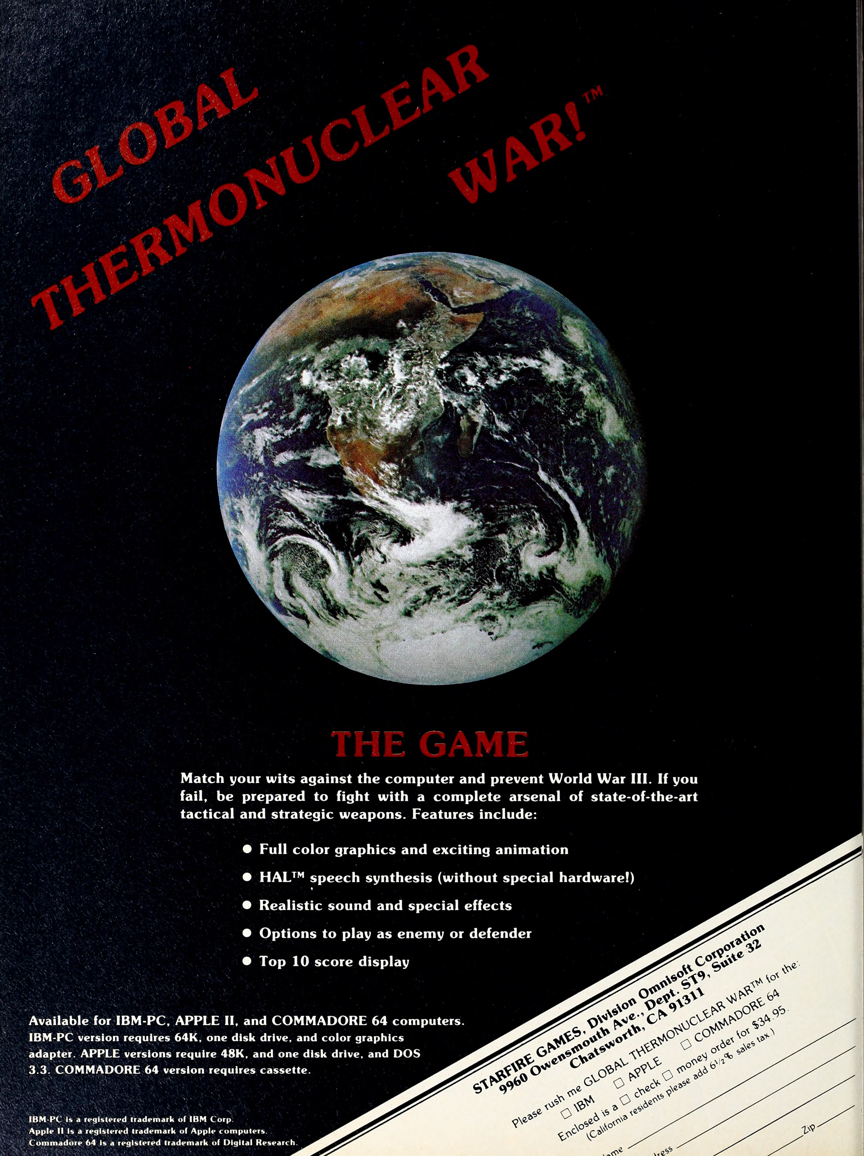 GLOBAL
THERMONUCLEAR
WAR!™
THE GAME
Match your wits against the computer and prevent World War III. If you
fail, be prepared to fight with a complete arsenal of state-of-the-art
tactical and strategic weapons. Features include:
● Full color graphics and exciting animation
● HAL™ speech synthesis (without special hardware!)
● Realistic sound and special effects
● Options to play as enemy or defender
● Top 10 score display
Available for IBM-PC, APPLE II, and COMMADORE 64 computers.
IBM-PC version requires 64K, one disk drive, and color graphics
adapter. APPLE versions require 48K, and one disk drive, and DOS
3.3. COMMADORE 64 version requires cassette.
IBM-PC is a registered trademark of IBM Corp.
Apple II is a registered trademark of Apple computers.
Commadore 64 is a registered trademark of Digital Research.
STARFIRE GAMES, Division Omnisoft Corporation
9960 Owensmouth Ave., Dept. ST9, Suite 32
Chatsworth, CA 91311
Please rush me GLOBAL THERMONUCLEAR WAR™ for the:
□ IBM □ APPLE □ COMMADORE 64
Enclosed is a □ check □ money order for $34.95.
(California residents please add 6½% sales tax.)
Zip